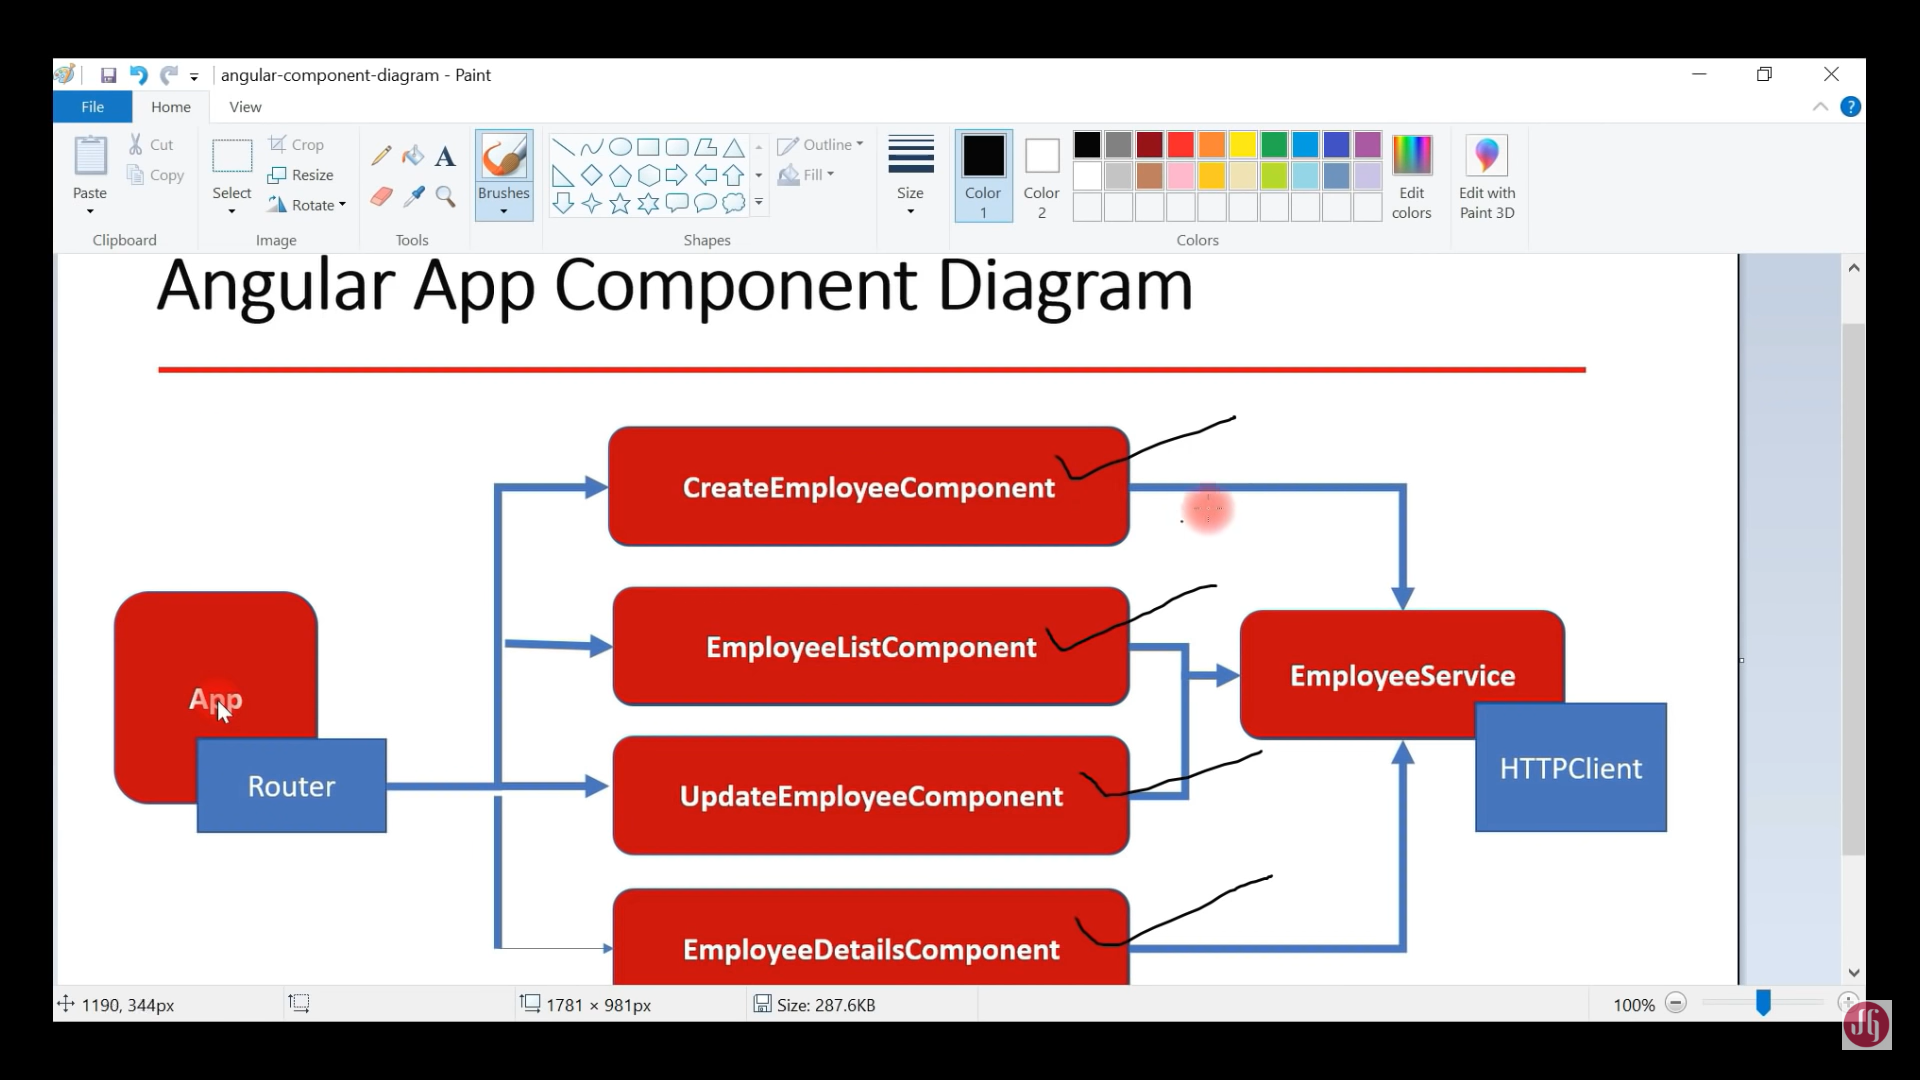 angular-component-diagram - Paint
File Home View
Paste
Cut
Copy
Clipboard
Select
Crop
Resize
Rotate
Image
A
Tools
Brushes
Shapes
Outline
Fill
Size
Color 1
Color 2
Edit colors
Colors
Edit with Paint 3D
?
Angular App Component Diagram
CreateEmployeeComponent
EmployeeListComponent
EmployeeService
App
HTTPClient
Router
UpdateEmployeeComponent
EmployeeDetailsComponent
1190, 344px
1781 × 981px
Size: 287.6KB
100%
JG